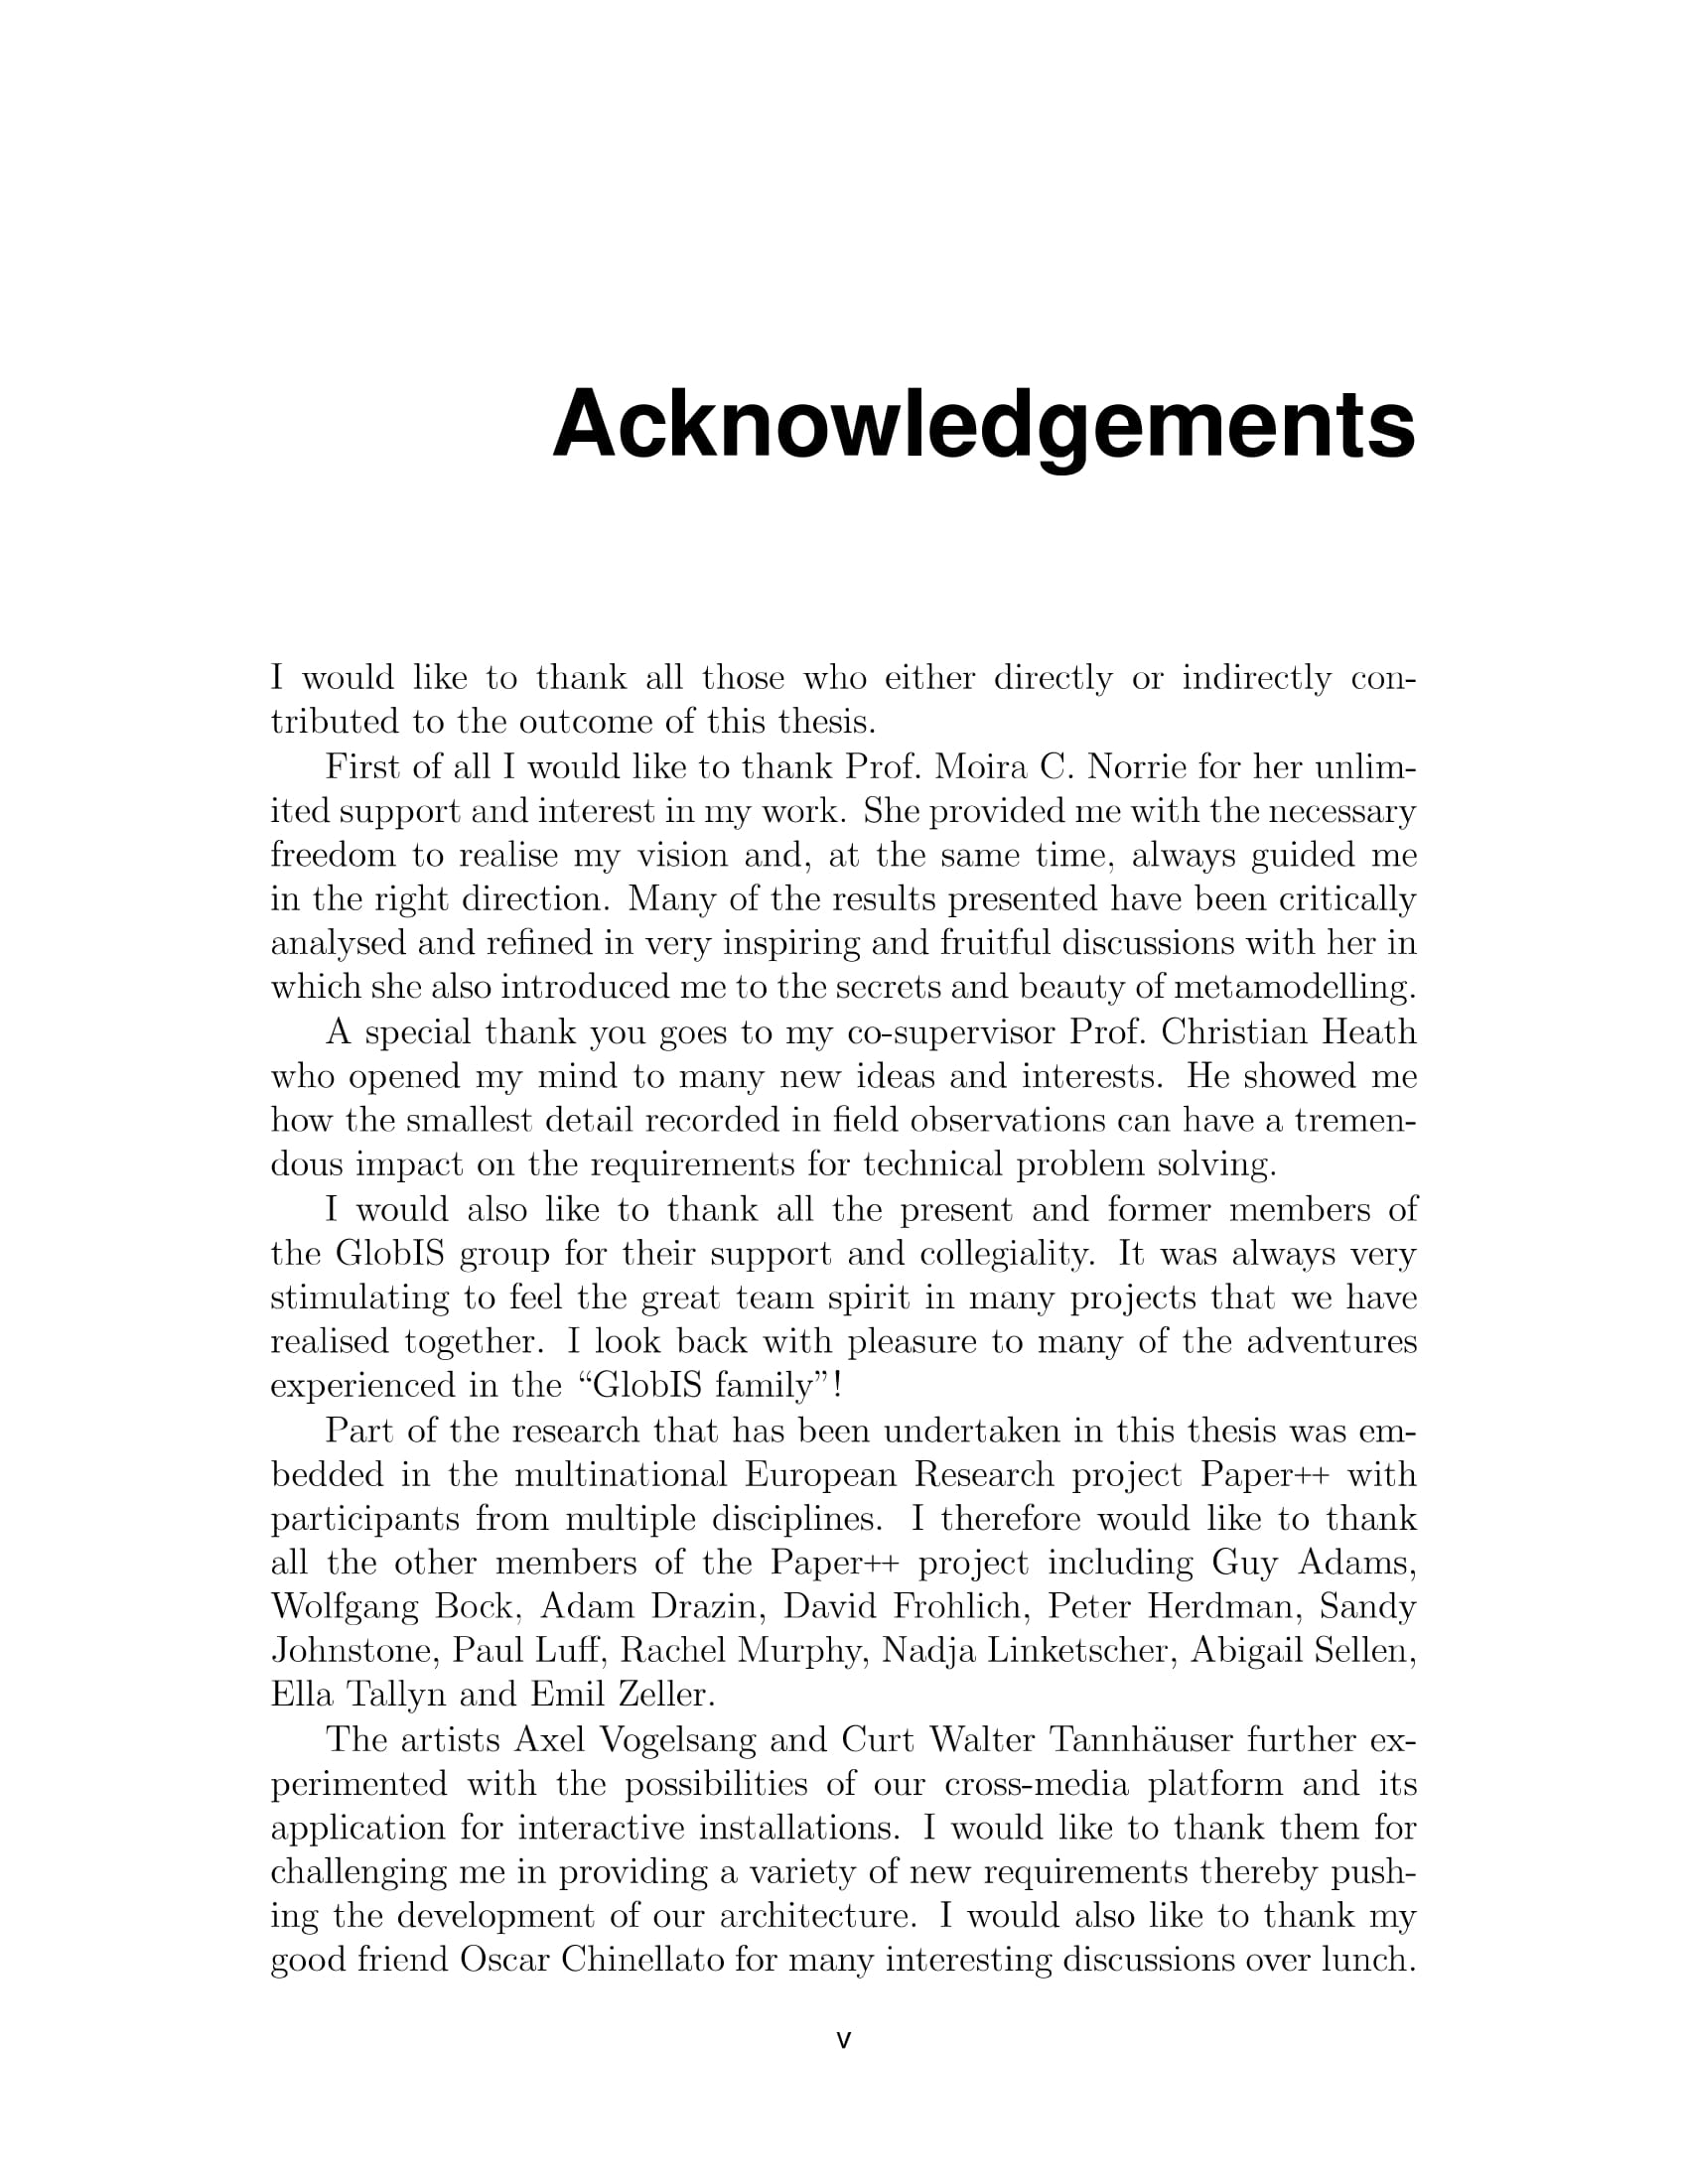 Acknowledgements
I would like to thank all those who either directly or indirectly con-
tributed to the outcome of this thesis.
First of all I would like to thank Prof. Moira C. Norrie for her unlim-
ited support and interest in my work. She provided me with the necessary
freedom to realise my vision and, at the same time, always guided me
in the right direction. Many of the results presented have been critically
analysed and refined in very inspiring and fruitful discussions with her in
which she also introduced me to the secrets and beauty of metamodelling.
A special thank you goes to my co-supervisor Prof. Christian Heath
who opened my mind to many new ideas and interests. He showed me
how the smallest detail recorded in field observations can have a tremen-
dous impact on the requirements for technical problem solving.
I would also like to thank all the present and former members of
the GlobIS group for their support and collegiality. It was always very
stimulating to feel the great team spirit in many projects that we have
realised together. I look back with pleasure to many of the adventures
experienced in the “GlobIS family”!
Part of the research that has been undertaken in this thesis was em-
bedded in the multinational European Research project Paper++ with
participants from multiple disciplines. I therefore would like to thank
all the other members of the Paper++ project including Guy Adams,
Wolfgang Bock, Adam Drazin, David Frohlich, Peter Herdman, Sandy
Johnstone, Paul Luff, Rachel Murphy, Nadja Linketscher, Abigail Sellen,
Ella Tallyn and Emil Zeller.
The artists Axel Vogelsang and Curt Walter Tannhäuser further ex-
perimented with the possibilities of our cross-media platform and its
application for interactive installations. I would like to thank them for
challenging me in providing a variety of new requirements thereby push-
ing the development of our architecture. I would also like to thank my
good friend Oscar Chinellato for many interesting discussions over lunch.
v